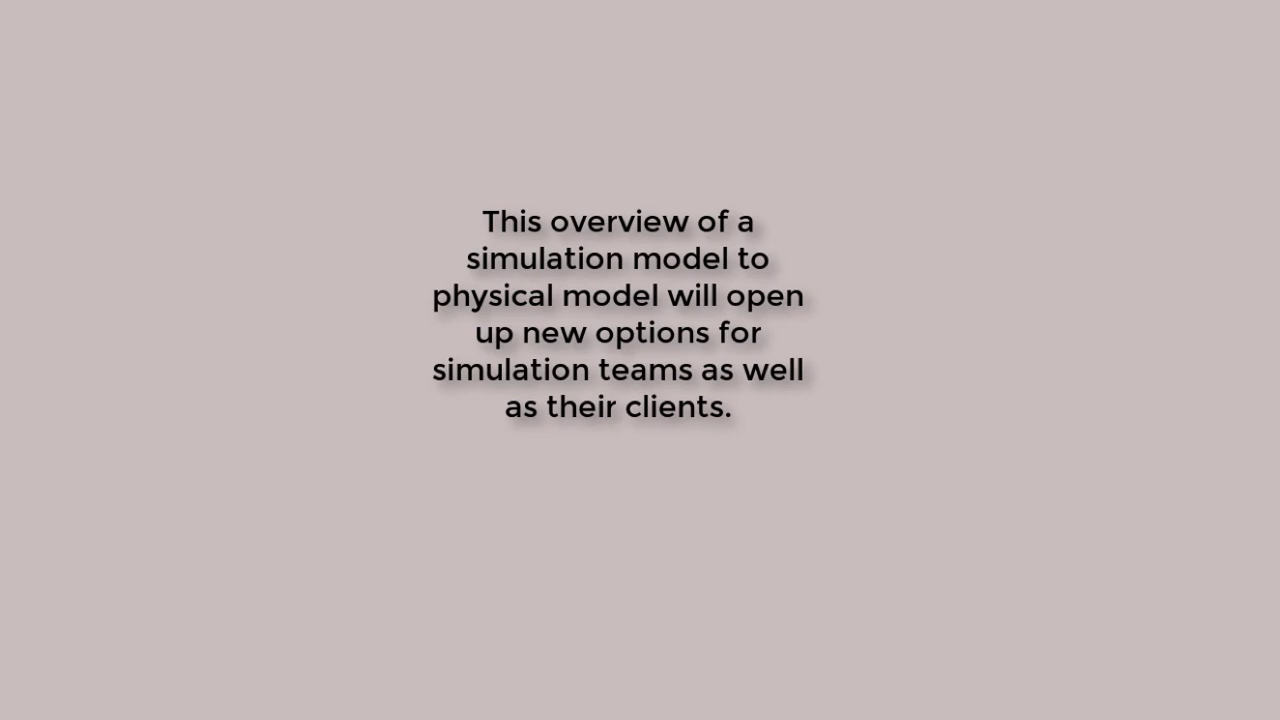 This overview of a
simulation model to
physical model will open
up new options for
simulation teams as well
as their clients.